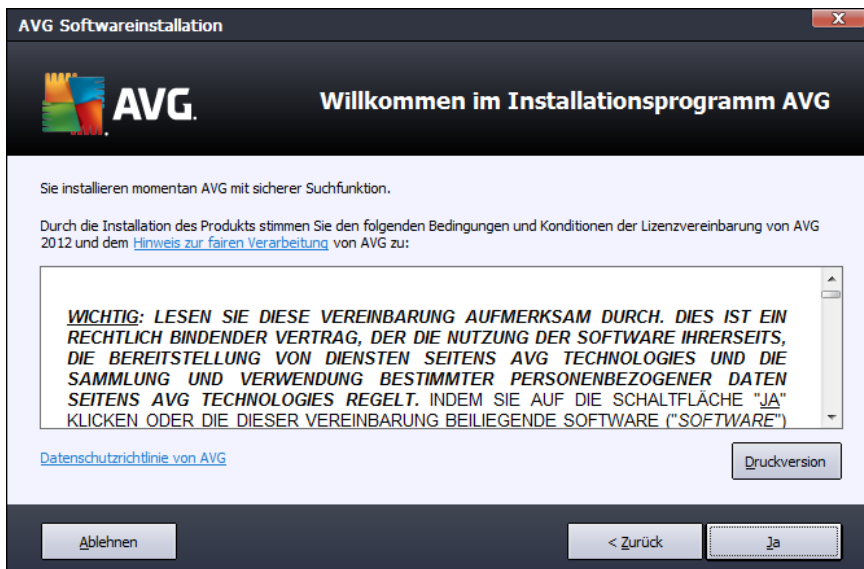 AVG Softwareinstallation
AVG.
Willkommen im Installationsprogramm AVG
Sie installieren momentan AVG mit sicherer Suchfunktion.
Durch die Installation des Produkts stimmen Sie den folgenden Bedingungen und Konditionen der Lizenzvereinbarung von AVG
2012 und dem Hinweis zur fairen Verarbeitung von AVG zu:
WICHTIG: LESEN SIE DIESE VEREINBARUNG AUFMERKSAM DURCH. DIES IST EIN
RECHTLICH BINDENDER VERTRAG, DER DIE NUTZUNG DER SOFTWARE IHRERSEITS,
DIE BEREITSTELLUNG VON DIENSTEN SEITENS AVG TECHNOLOGIES UND DIE
SAMMLUNG UND VERWENDUNG BESTIMMTER PERSONENBEZOGENER DATEN
SEITENS AVG TECHNOLOGIES REGELT. INDEM SIE AUF DIE SCHALTFLÄCHE "JA"
KLICKEN ODER DIE DIESER VEREINBARUNG BEILIEGENDE SOFTWARE ("SOFTWARE")
Datenschutzrichtlinie von AVG
Druckversion
Ablehnen
< Zurück
Ja